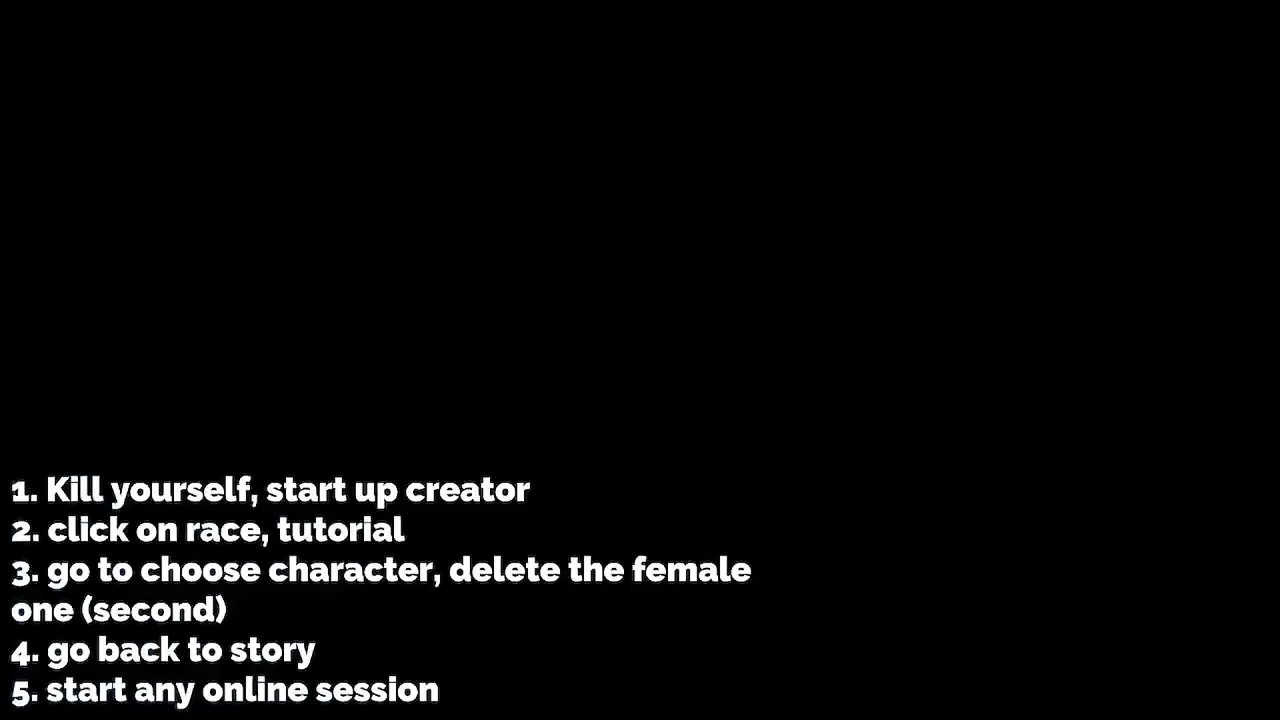 1. Kill yourself, start up creator
2. click on race, tutorial
3. go to choose character, delete the female
one (second)
4. go back to story
5. start any online session